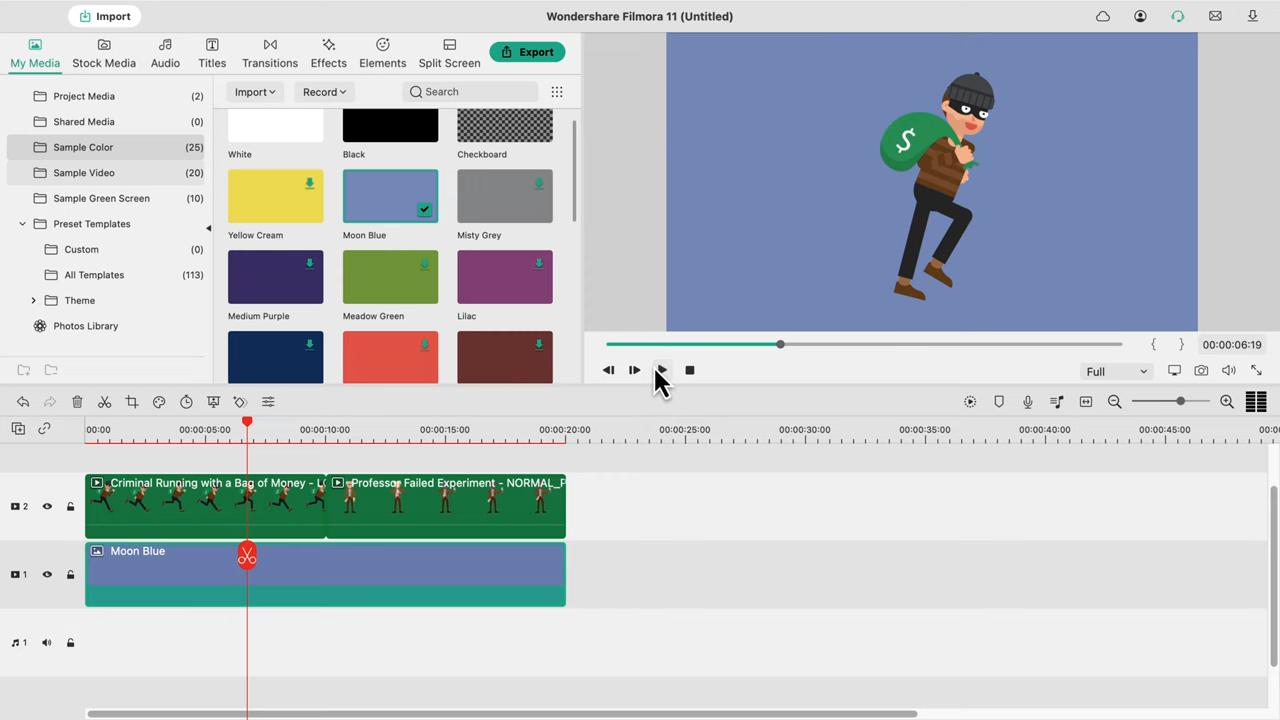 Import
Wondershare Filmora 11 (Untitled)
My Media
Stock Media
Audio
Titles
Transitions
Effects
Elements
Split Screen
Export
Project Media (2)
Shared Media (0)
Sample Color (25)
Sample Video (20)
Sample Green Screen (10)
Preset Templates
Custom (0)
All Templates (113)
Theme
Photos Library
Import
Record
Search
White
Black
Checkboard
Yellow Cream
Moon Blue
Misty Grey
Medium Purple
Meadow Green
Lilac
$
{ } 00:00:06:19
Full
00:00 00:00:05:00 00:00:10:00 00:00:15:00 00:00:20:00 00:00:25:00 00:00:30:00 00:00:35:00 00:00:40:00 00:00:45:00 00:0
2
Criminal Running with a Bag of Money - L
Professor Failed Experiment - NORMAL_P
1
Moon Blue
1